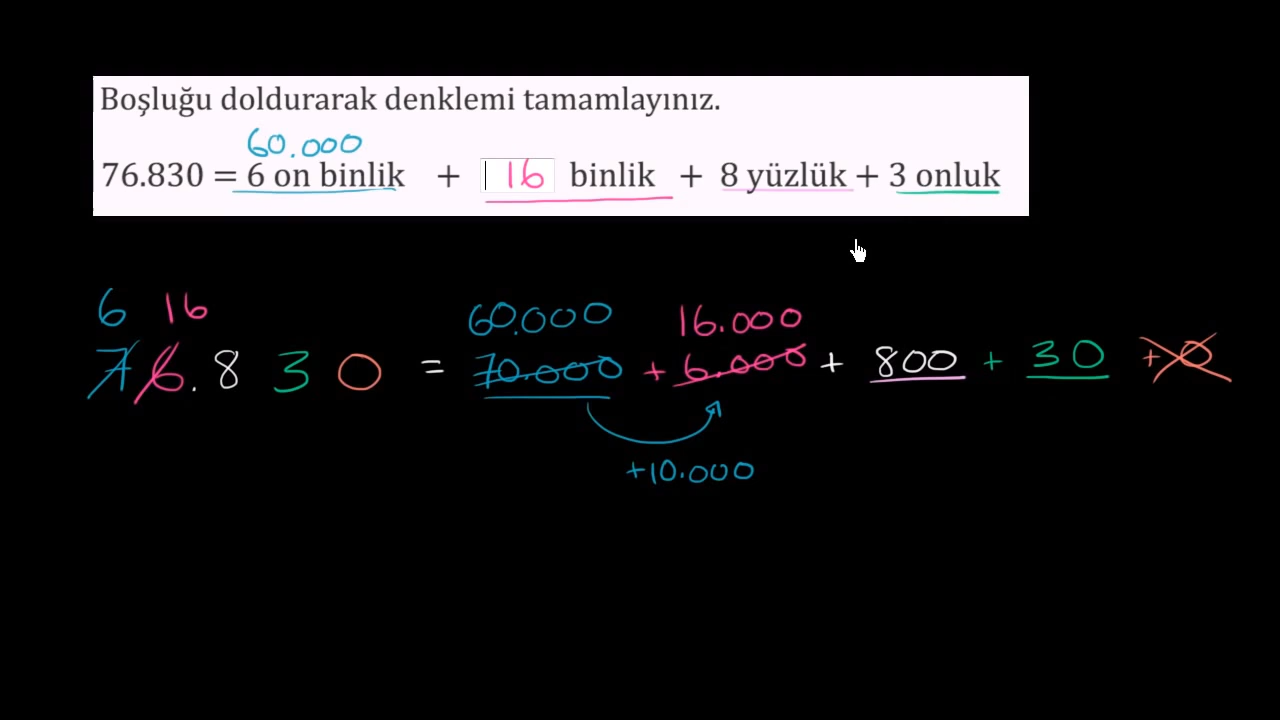 Boşluğu doldurarak denklemi tamamlayınız.
60.000
76.830 = 6 on binlik + 16 binlik + 8 yüzlük + 3 onluk
6 16 60.000 16.000
76.830 = 70.000 + 6.000 + 800 + 30 + 0
+10.000